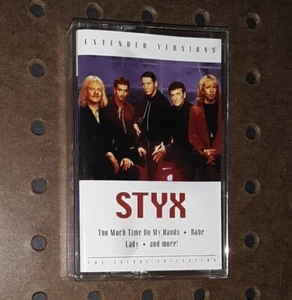 EXTENDED VERSIONS
STYX
Too Much Time On My Hands • Babe
Lady • and more!
THE ENCORE COLLECTION